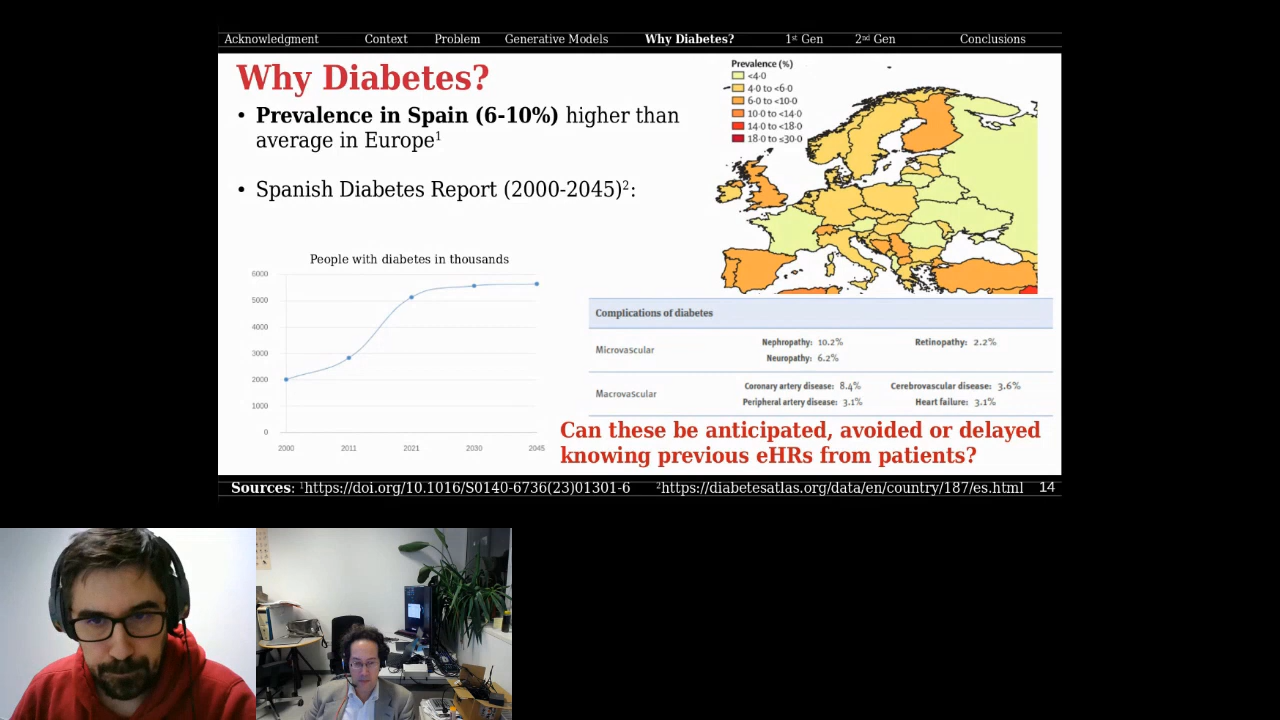 Acknowledgment Context Problem Generative Models Why Diabetes? 1st Gen 2nd Gen Conclusions
Why Diabetes?
• Prevalence in Spain (6-10%) higher than
average in Europe1
• Spanish Diabetes Report (2000-2045)2:
Prevalence (%)
<4·0
4·0 to <6·0
6·0 to <10·0
10·0 to <14·0
14·0 to <18·0
18·0 to ≤30·0
People with diabetes in thousands
6000
5000
4000
3000
2000
1000
0
2000 2011 2021 2030 2045
Complications of diabetes
Microvascular
Nephropathy: 10.2% Retinopathy: 2.2%
Neuropathy: 6.2%
Macrovascular
Coronary artery disease: 8.4% Cerebrovascular disease: 3.6%
Peripheral artery disease: 3.1% Heart failure: 3.1%
Can these be anticipated, avoided or delayed
knowing previous eHRs from patients?
Sources: 1https://doi.org/10.1016/S0140-6736(23)01301-6 2https://diabetesatlas.org/data/en/country/187/es.html 14